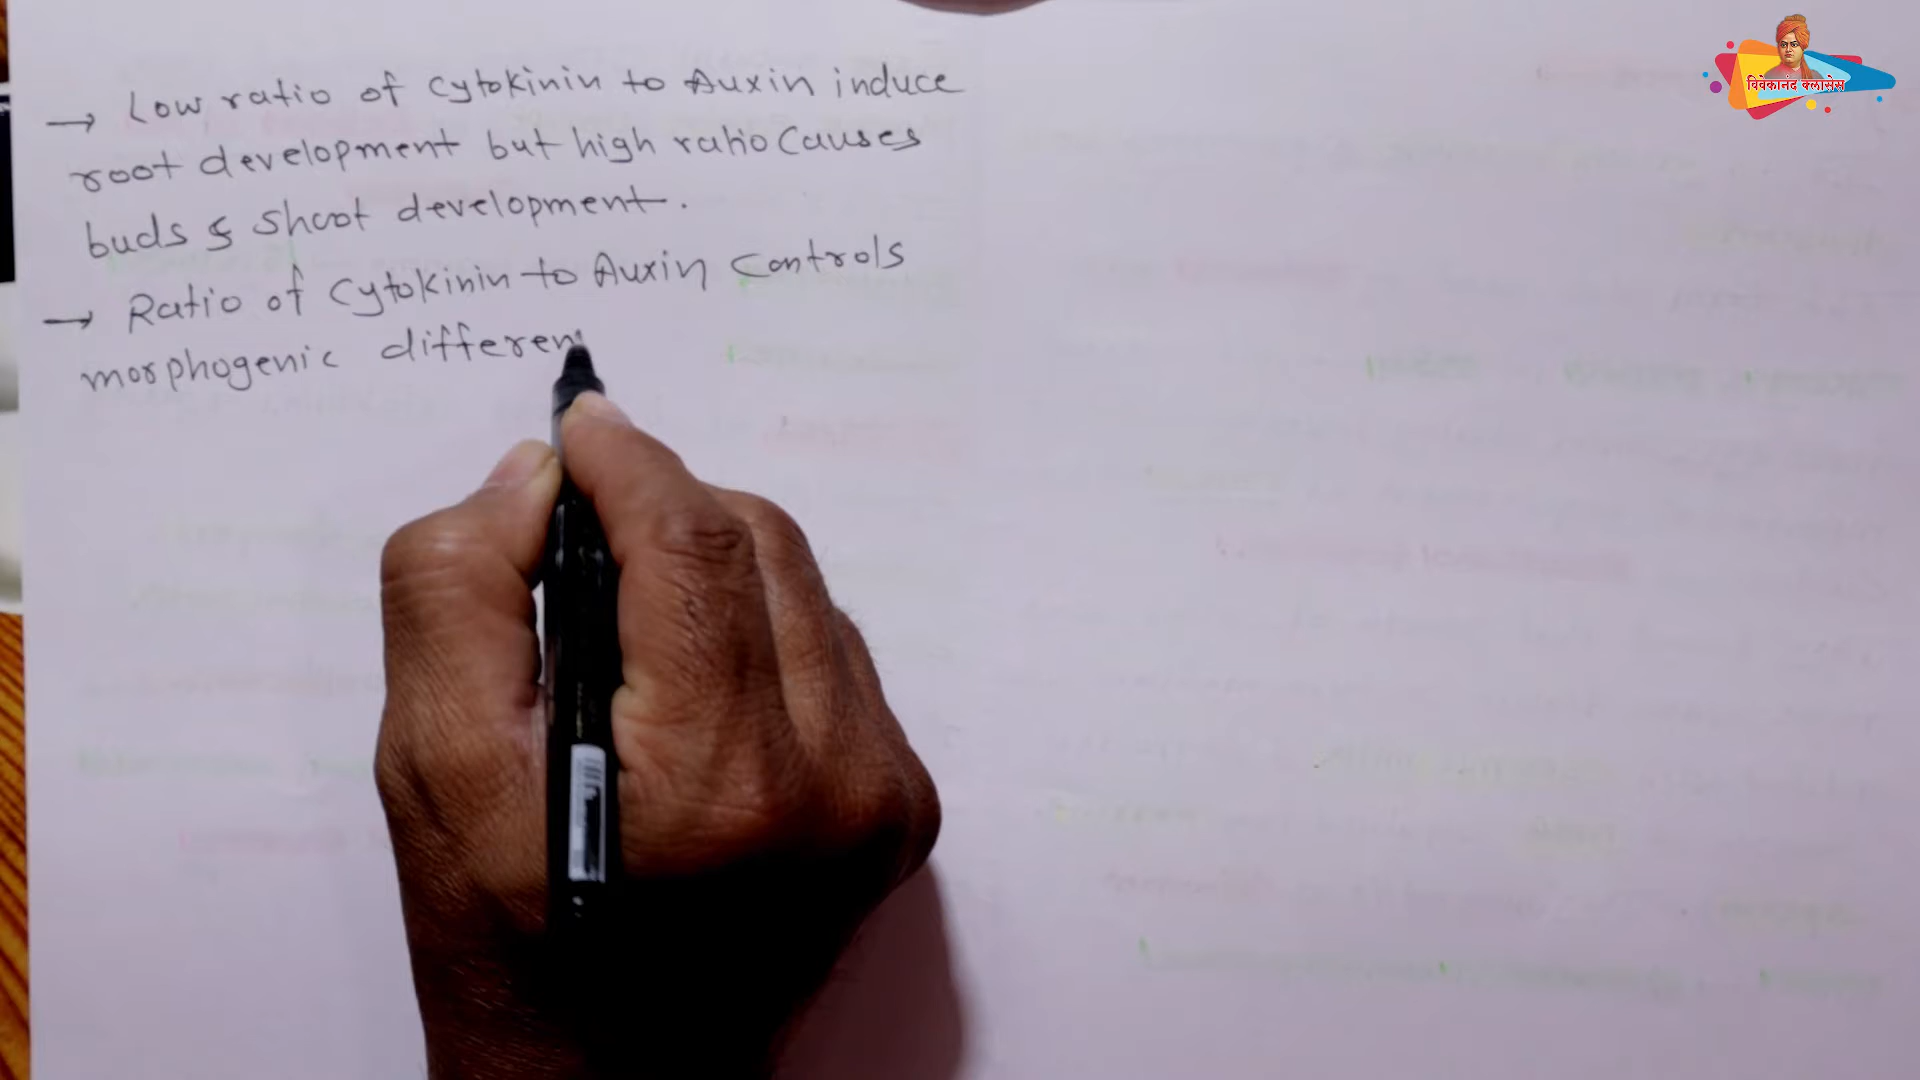 → Low ratio of Cytokinin to Auxin induce
root development but high ratio Causes
buds & Shoot development.
→ Ratio of Cytokinin to Auxin Controls
morphogenic differen
विवेकानंद क्लासेस